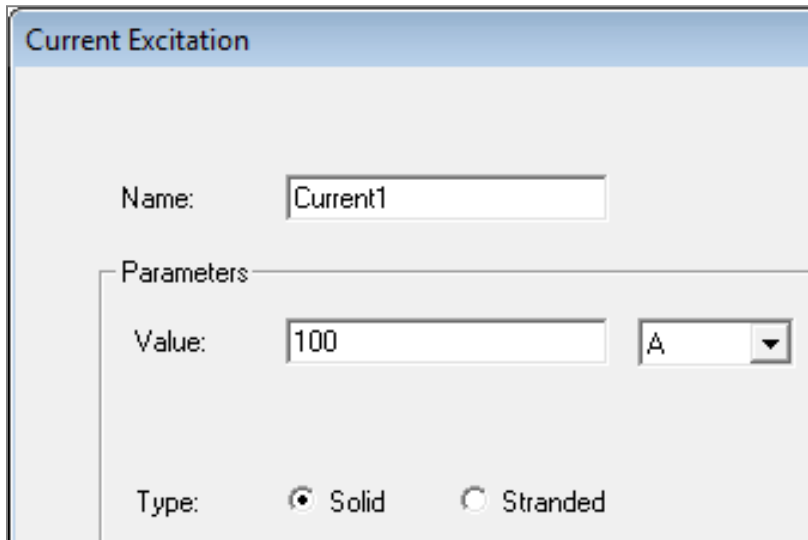 Current Excitation
Name: Current1
Parameters
Value: 100 A
Type: Solid Stranded